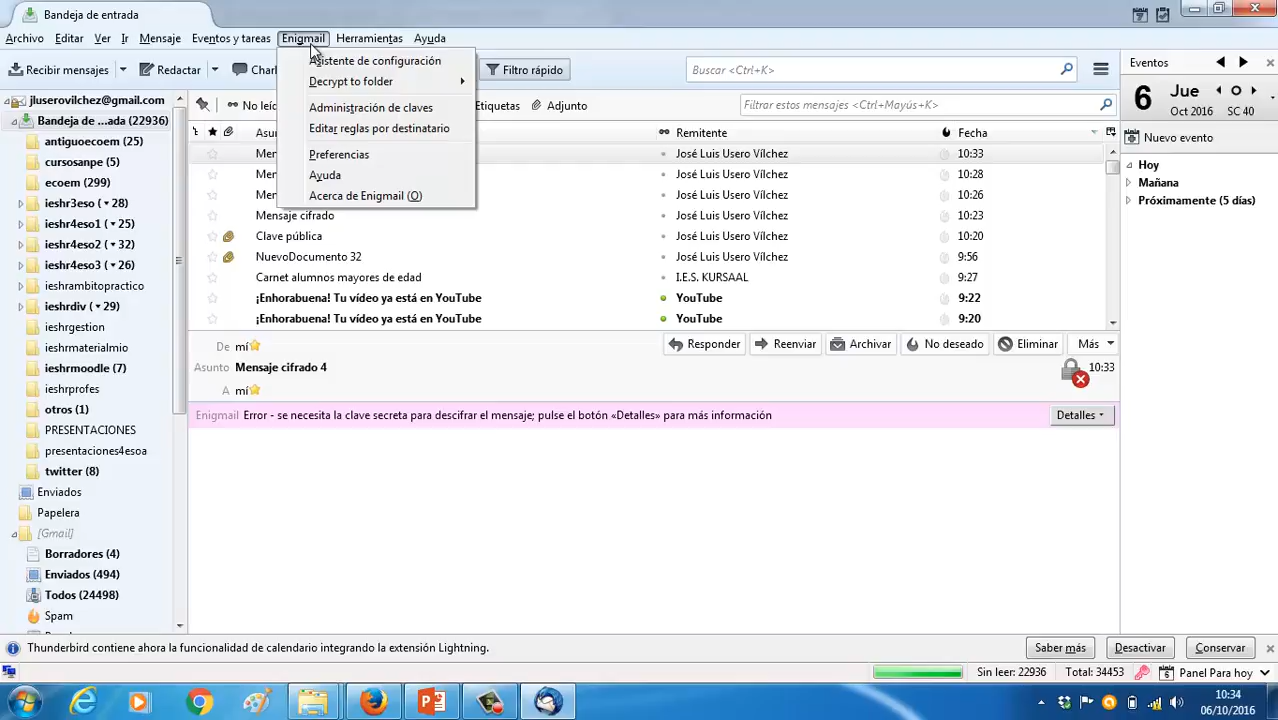 Bandeja de entrada
Archivo Editar Ver Ir Mensaje Eventos y tareas Enigmail Herramientas Ayuda
Recibir mensajes Redactar Filtro rápido Buscar <Ctrl+K>
Asistente de configuración
Decrypt to folder
Administración de claves
Editar reglas por destinatario
Preferencias
Ayuda
Acerca de Enigmail (O)
Eventos
6 Jue
Oct 2016 SC 40
Nuevo evento
Hoy
Mañana
Próximamente (5 días)
jluserovilchez@gmail.com
Bandeja de ...ada (22936)
antiguoecoem (25)
cursosanpe (5)
ecoem (299)
ieshr3eso (▾ 28)
ieshr4eso1 (▾ 25)
ieshr4eso2 (▾ 32)
ieshr4eso3 (▾ 26)
ieshrambitopractico
ieshrdiv (▾ 29)
ieshrgestion
ieshrmaterialmio
ieshrmoodle (7)
ieshrprofes
otros (1)
PRESENTACIONES
presentaciones4esoa
twitter (8)
Enviados
Papelera
[Gmail]
Borradores (4)
Enviados (494)
Todos (24498)
Spam
Etiquetas Adjunto Filtrar estos mensajes <Ctrl+Mayús+K>
Remitente Fecha
José Luis Usero Vílchez 10:33
José Luis Usero Vílchez 10:28
José Luis Usero Vílchez 10:26
Mensaje cifrado José Luis Usero Vílchez 10:23
Clave pública José Luis Usero Vílchez 10:20
NuevoDocumento 32 José Luis Usero Vílchez 9:56
Carnet alumnos mayores de edad I.E.S. KURSAAL 9:27
¡Enhorabuena! Tu vídeo ya está en YouTube YouTube 9:22
¡Enhorabuena! Tu vídeo ya está en YouTube YouTube 9:20
De mí Responder Reenviar Archivar No deseado Eliminar Más
Asunto Mensaje cifrado 4 10:33
A mí
Enigmail Error - se necesita la clave secreta para descifrar el mensaje; pulse el botón «Detalles» para más información Detalles
Thunderbird contiene ahora la funcionalidad de calendario integrando la extensión Lightning. Saber más Desactivar Conservar
Sin leer: 22936 Total: 34453 Panel Para hoy
10:34
06/10/2016